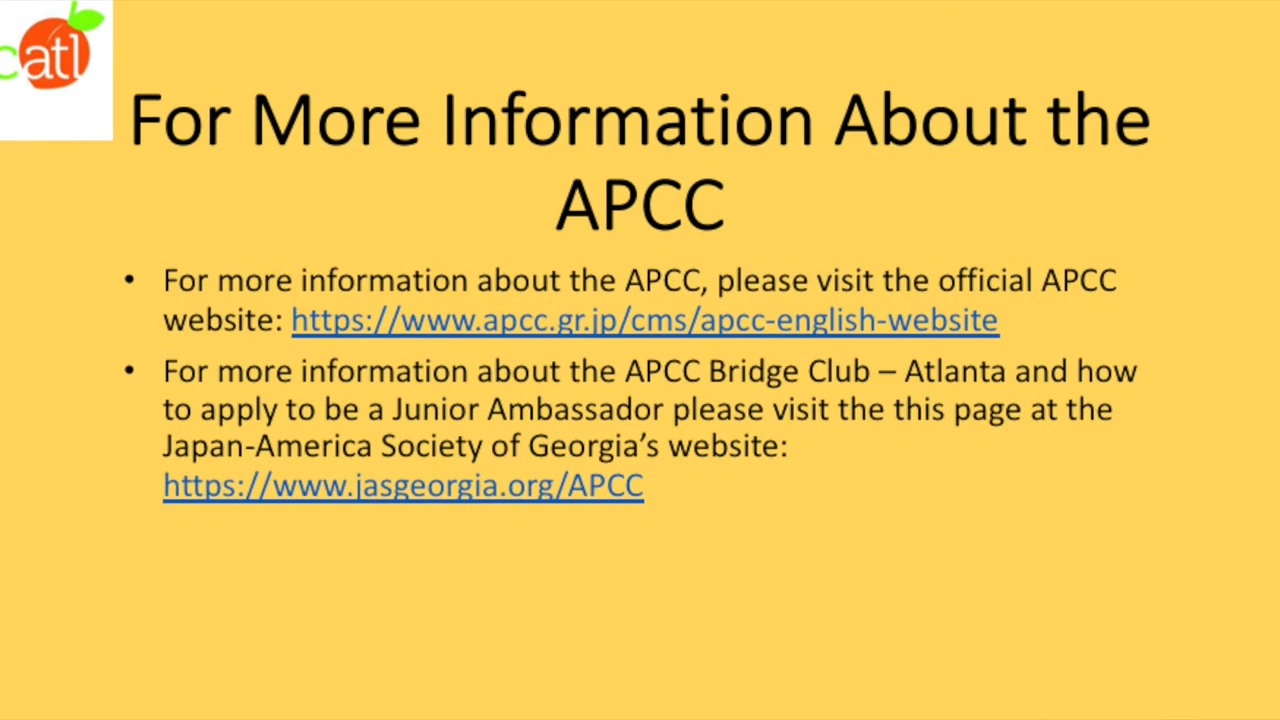 catl
For More Information About the
APCC
• For more information about the APCC, please visit the official APCC
website: https://www.apcc.gr.jp/cms/apcc-english-website
• For more information about the APCC Bridge Club – Atlanta and how
to apply to be a Junior Ambassador please visit the this page at the
Japan-America Society of Georgia’s website:
https://www.jasgeorgia.org/APCC